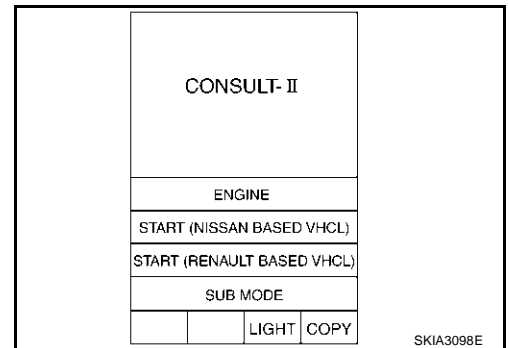 CONSULT-II
ENGINE
START (NISSAN BASED VHCL)
START (RENAULT BASED VHCL)
SUB MODE
LIGHT COPY
SKIA3098E